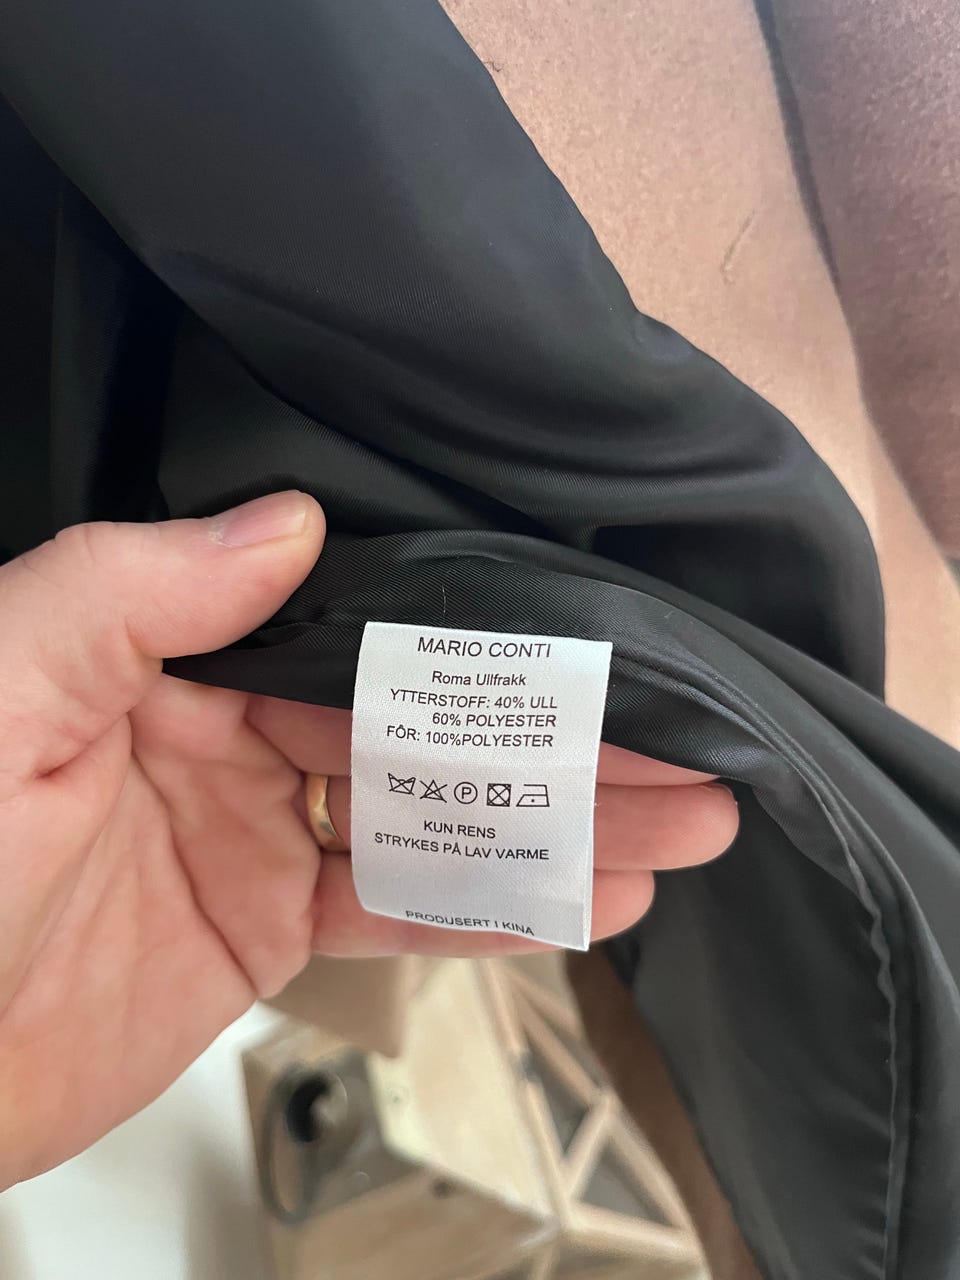 MARIO CONTI
Roma Ullfrakk
YTTERSTOFF: 40% ULL
60% POLYESTER
FÔR: 100%POLYESTER
P
KUN RENS
STRYKES PÅ LAV VARME
PRODUSERT I KINA